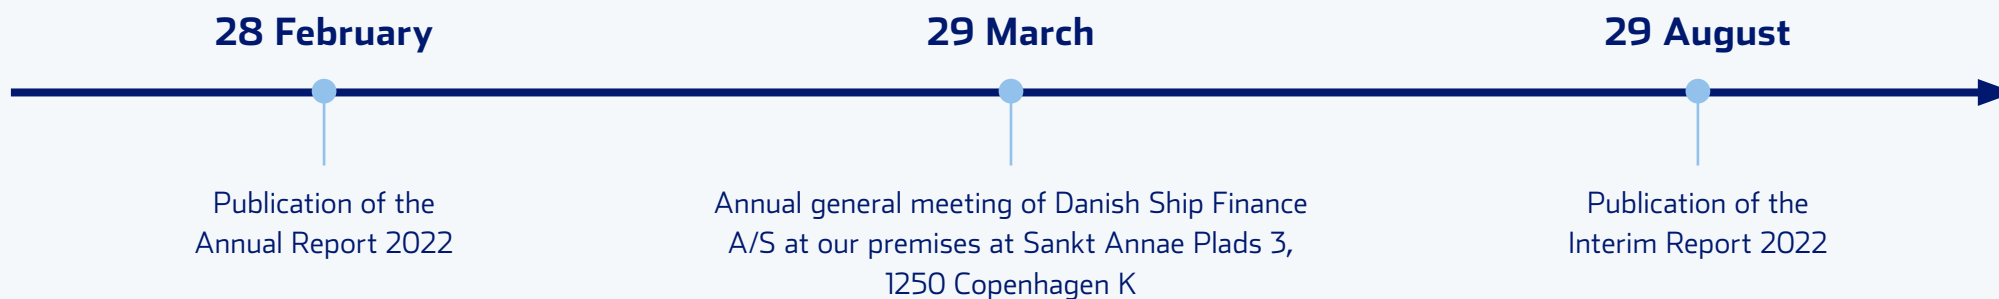 28 February
29 March
29 August
Publication of the
Annual Report 2022
Annual general meeting of Danish Ship Finance
A/S at our premises at Sankt Annae Plads 3,
1250 Copenhagen K
Publication of the
Interim Report 2022